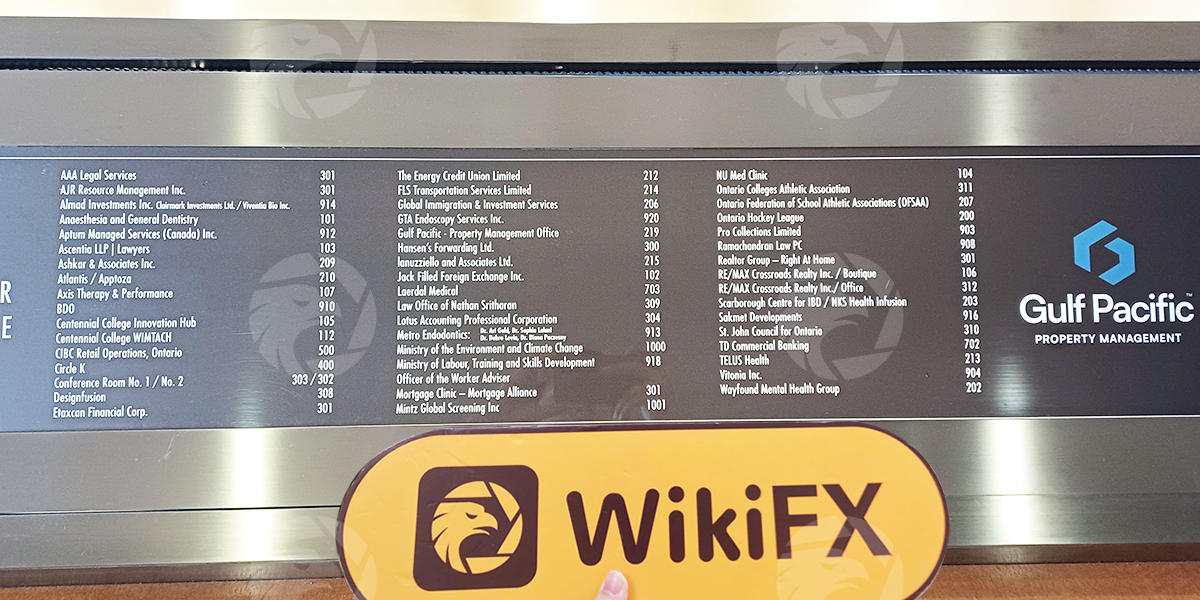 R
E
AAA Legal Services 301
AJR Resource Management Inc. 301
Almad Investments Inc. Clairmark Investments Ltd. / Viventia Bio Inc. 914
Anaesthesia and General Dentistry 101
Aptum Managed Services (Canada) Inc. 912
Ascentia LLP | Lawyers 103
Ashkar & Associates Inc. 209
Atlantis / Apptoza 210
Axis Therapy & Performance 107
BDO 910
Centennial College Innovation Hub 105
Centennial College WIMTACH 112
CIBC Retail Operations, Ontario 500
Circle K 400
Conference Room No. 1 / No. 2 303 / 302
Designfusion 308
Etaxcan Financial Corp. 301
The Energy Credit Union Limited 212
FLS Transportation Services Limited 214
Global Immigration & Investment Services 206
GTA Endoscopy Services Inc. 920
Gulf Pacific - Property Management Office 219
Hansen's Forwarding Ltd. 300
Ianuzziello and Associates Ltd. 215
Jack Filled Foreign Exchange Inc. 102
Laerdal Medical 703
Law Office of Nathan Sritharan 309
Lotus Accounting Professional Corporation 304
Metro Endodontics: Dr. Ari Gold, Dr. Sophia Lahani 913
Dr. Debra Lewin, Dr. Diana Paczesny
Ministry of the Environment and Climate Change 1000
Ministry of Labour, Training and Skills Development 918
Officer of the Worker Adviser
Mortgage Clinic – Mortgage Alliance 301
Mintz Global Screening Inc 1001
NU Med Clinic 104
Ontario Colleges Athletic Association 311
Ontario Federation of School Athletic Associations (OFSAA) 207
Ontario Hockey League 200
Pro Collections Limited 903
Ramachandran Law PC 908
Realtor Group – Right At Home 301
RE/MAX Crossroads Realty Inc. / Boutique 106
RE/MAX Crossroads Realty Inc./ Office 312
Scarborough Centre for IBD / NKS Health Infusion 203
Sakmet Developments 916
St. John Council for Ontario 310
TD Commercial Banking 702
TELUS Health 213
Vitonia Inc. 904
Wayfound Mental Health Group 202
Gulf Pacific™
PROPERTY MANAGEMENT
WikiFX